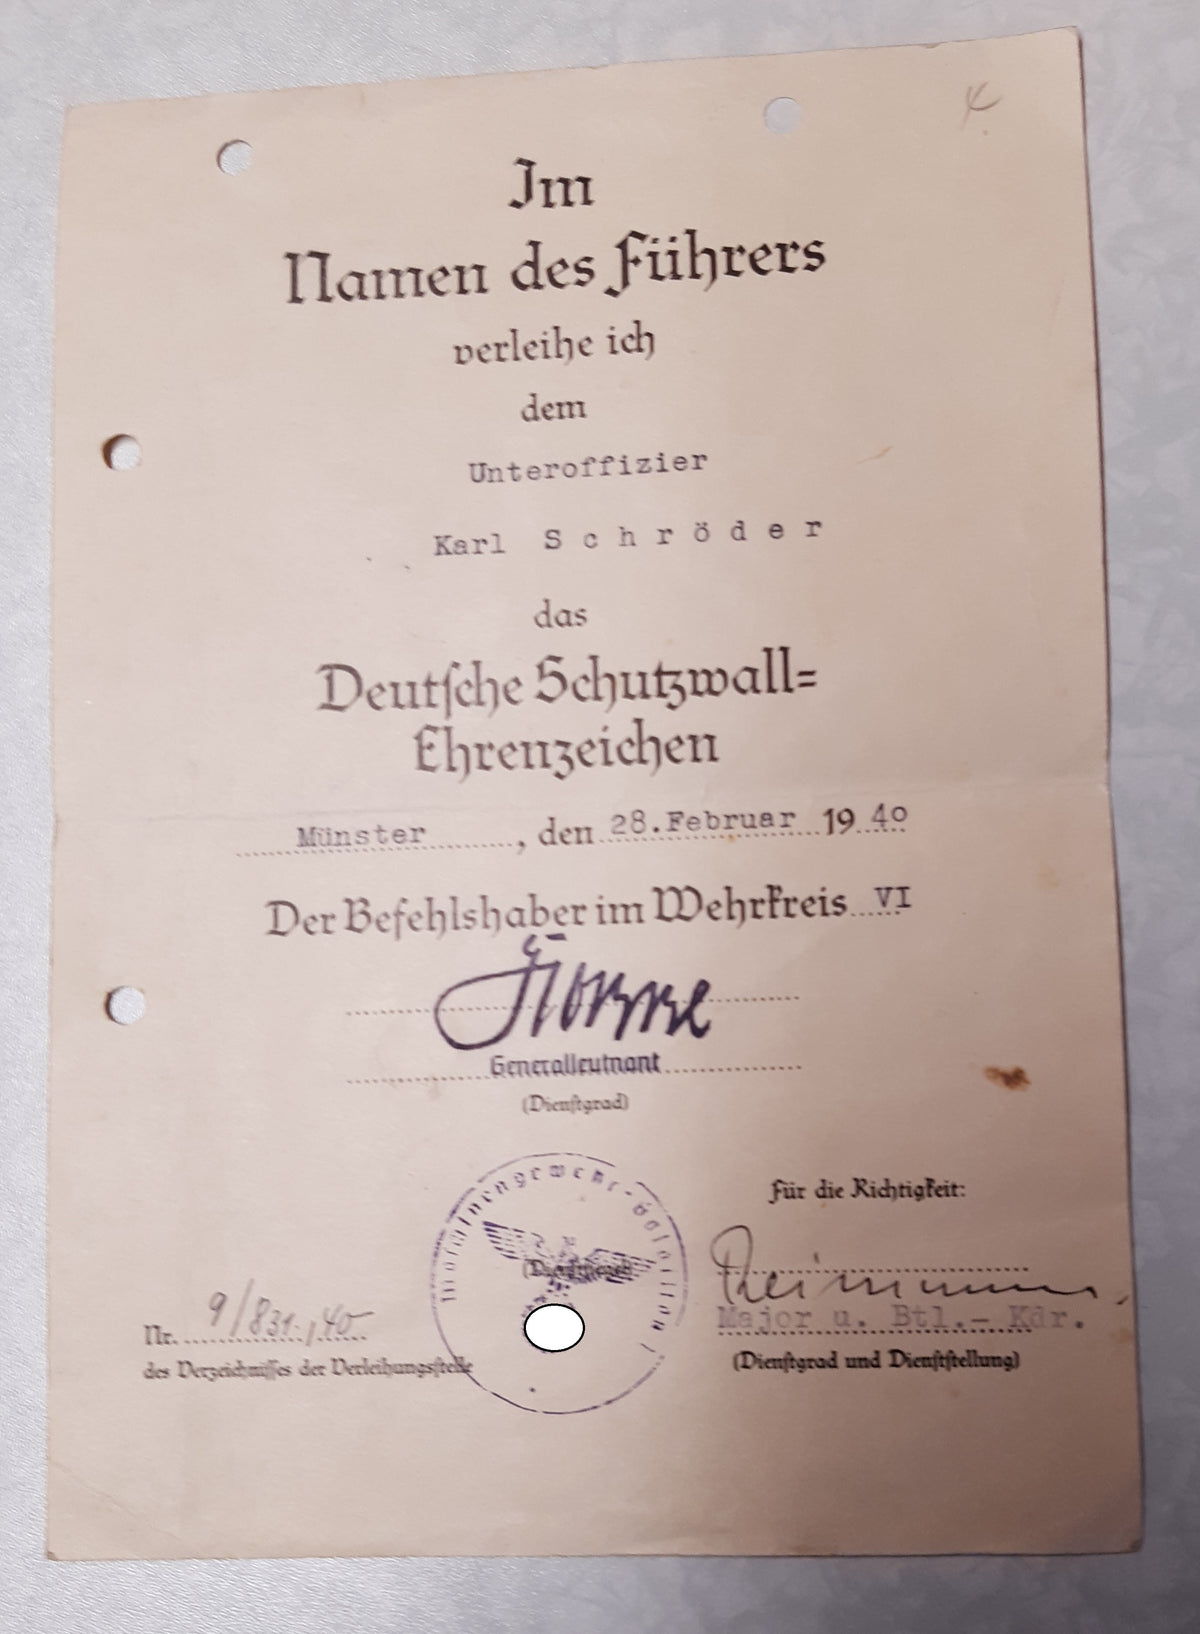 Im
Namen des Führers
verleihe ich
dem
Unteroffizier
Karl Schröder
das
Deutsche Schutzwall=
Ehrenzeichen
Münster, den 28.Februar 1940
Der Befehlshaber im Wehrkreis VI
Generalleutnant
(Dienstgrad)
Für die Richtigkeit:
(Dienstsiegel)
Reimann
Nr. 9/831.,40
Major u. Btl.- Kdr.
des Verzeichnisses der Verleihungsstelle
(Dienstgrad und Dienststellung)